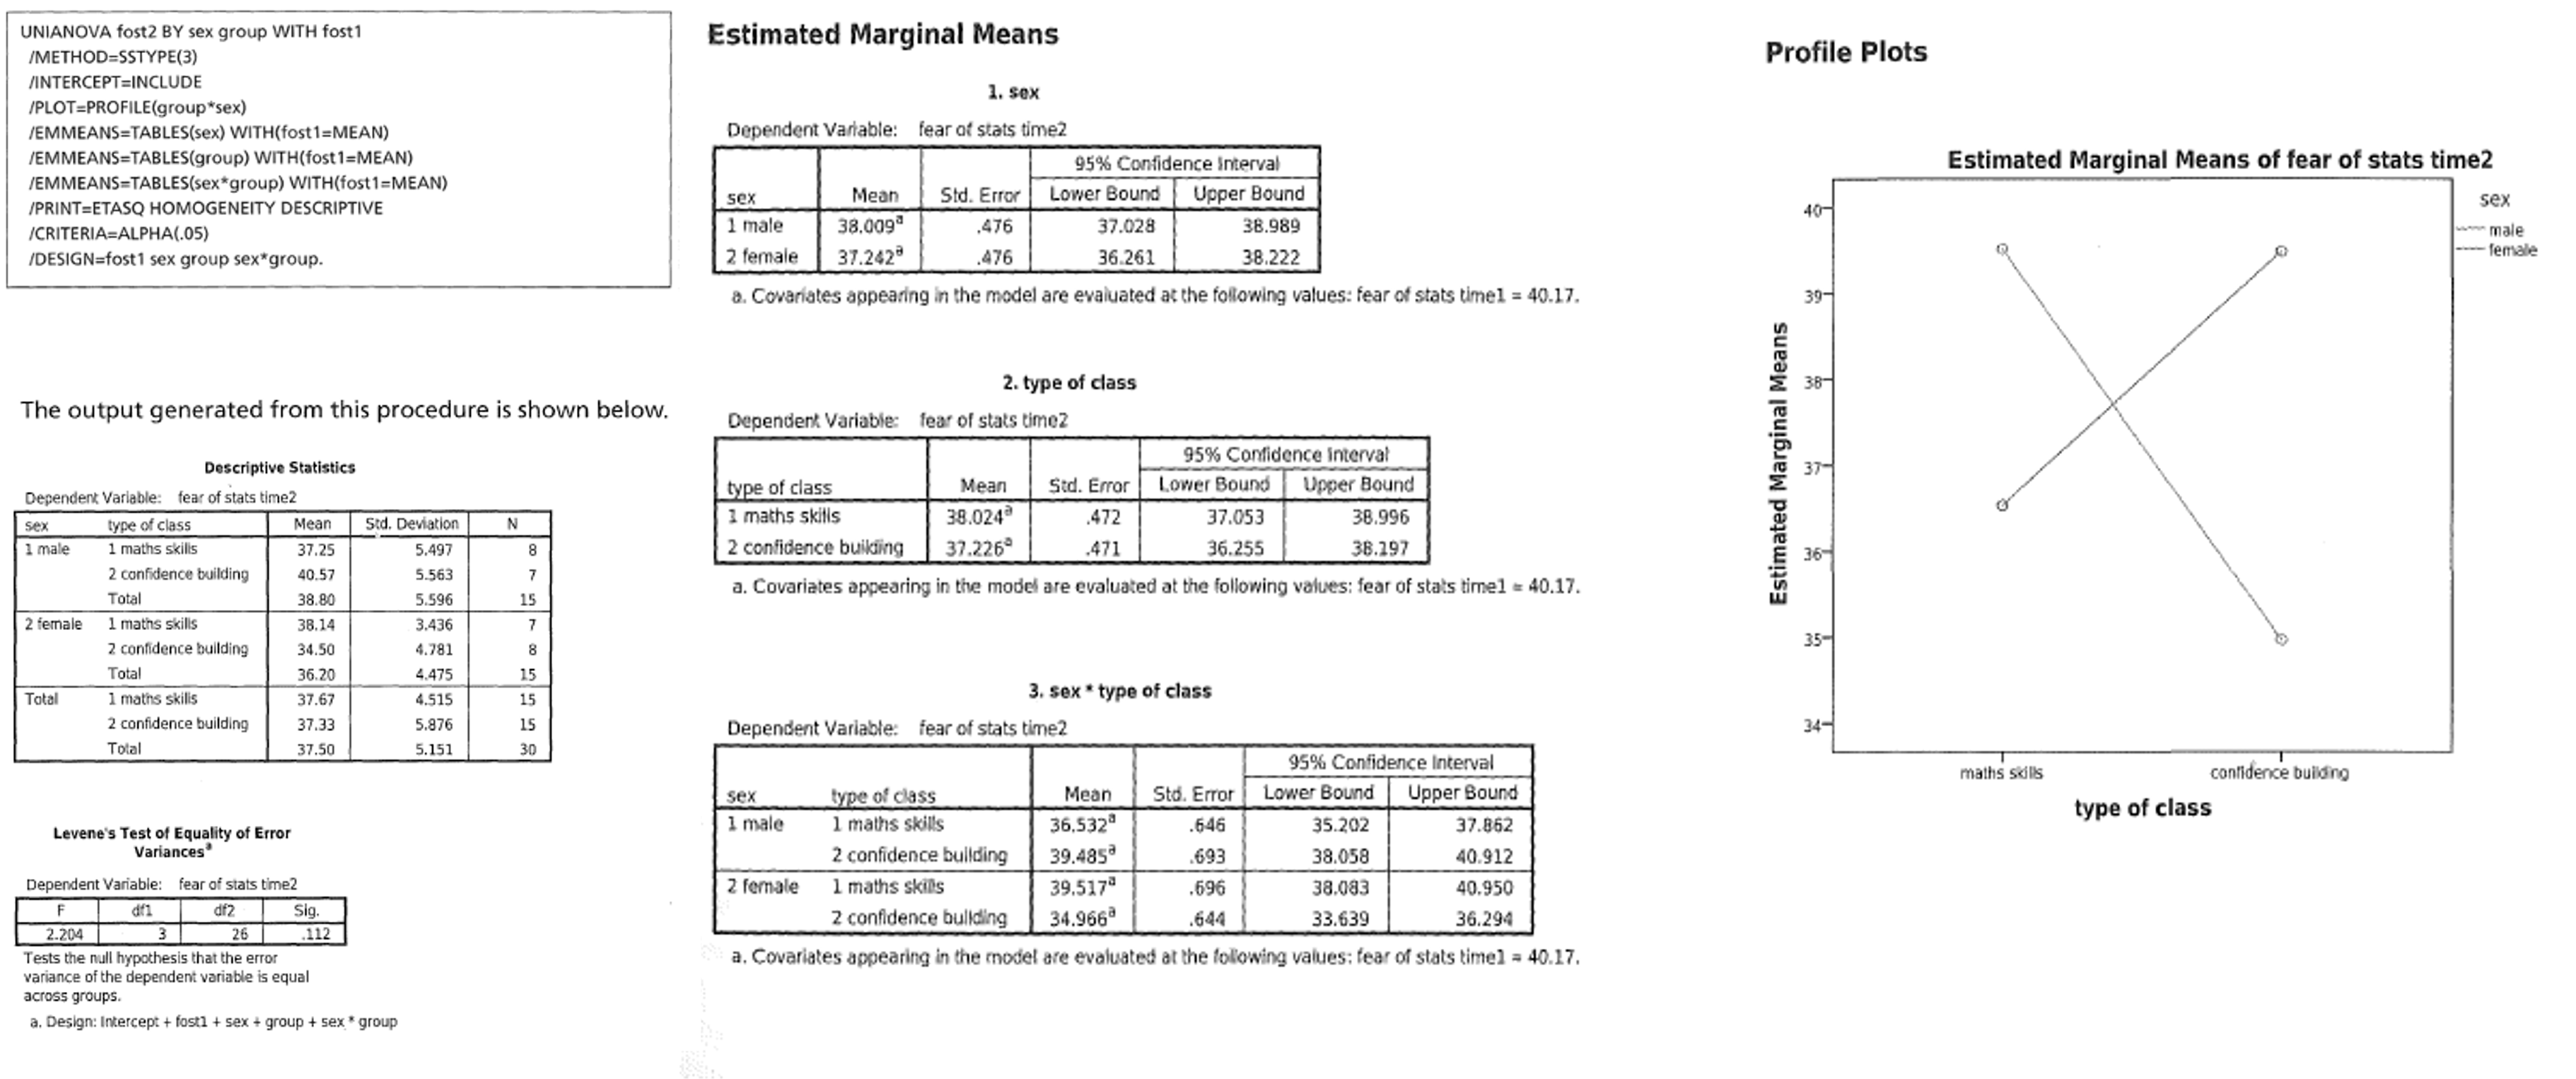 UNIANOVA fost2 BY sex group WITH fost1
/METHOD=SSTYPE(3)
/INTERCEPT=INCLUDE
/PLOT=PROFILE(group*sex)
/EMMEANS=TABLES(sex) WITH(fost1=MEAN)
/EMMEANS=TABLES(group) WITH(fost1=MEAN)
/EMMEANS=TABLES(sex*group) WITH(fost1=MEAN)
/PRINT=ETASQ HOMOGENEITY DESCRIPTIVE
/CRITERIA=ALPHA(.05)
/DESIGN=fost1 sex group sex*group.
The output generated from this procedure is shown below.
Descriptive Statistics
Dependent Variable: fear of stats time2
sex type of class Mean Std. Deviation N
1 male 1 maths skills 37.25 5.497 8
2 confidence building 40.57 5.563 7
Total 38.80 5.596 15
2 female 1 maths skills 38.14 3.436 7
2 confidence building 34.50 4.781 8
Total 36.20 4.475 15
Total 1 maths skills 37.67 4.515 15
2 confidence building 37.33 5.876 15
Total 37.50 5.151 30
Levene's Test of Equality of Error
Variances a
Dependent Variable: fear of stats time2
F df1 df2 Sig.
2.204 3 26 .112
Tests the null hypothesis that the error
variance of the dependent variable is equal
across groups.
a. Design: Intercept + fost1 + sex + group + sex * group
Estimated Marginal Means
1. sex
Dependent Variable: fear of stats time2
95% Confidence Interval
sex Mean Std. Error Lower Bound Upper Bound
1 male 38.009a .476 37.028 38.989
2 female 37.242a .476 36.261 38.222
a. Covariates appearing in the model are evaluated at the following values: fear of stats time1 = 40.17.
2. type of class
Dependent Variable: fear of stats time2
95% Confidence Interval
type of class Mean Std. Error Lower Bound Upper Bound
1 maths skills 38.024a .472 37.053 38.996
2 confidence building 37.226a .471 36.255 38.197
a. Covariates appearing in the model are evaluated at the following values: fear of stats time1 = 40.17.
3. sex * type of class
Dependent Variable: fear of stats time2
95% Confidence Interval
sex type of class Mean Std. Error Lower Bound Upper Bound
1 male 1 maths skills 36.532a .646 35.202 37.862
2 confidence building 39.485a .693 38.058 40.912
2 female 1 maths skills 39.517a .696 38.083 40.950
2 confidence building 34.966a .644 33.639 36.294
a. Covariates appearing in the model are evaluated at the following values: fear of stats time1 = 40.17.
Profile Plots
Estimated Marginal Means of fear of stats time2
sex
male
female
Estimated Marginal Means
40
39
38
37
36
35
34
maths skills confidence building
type of class